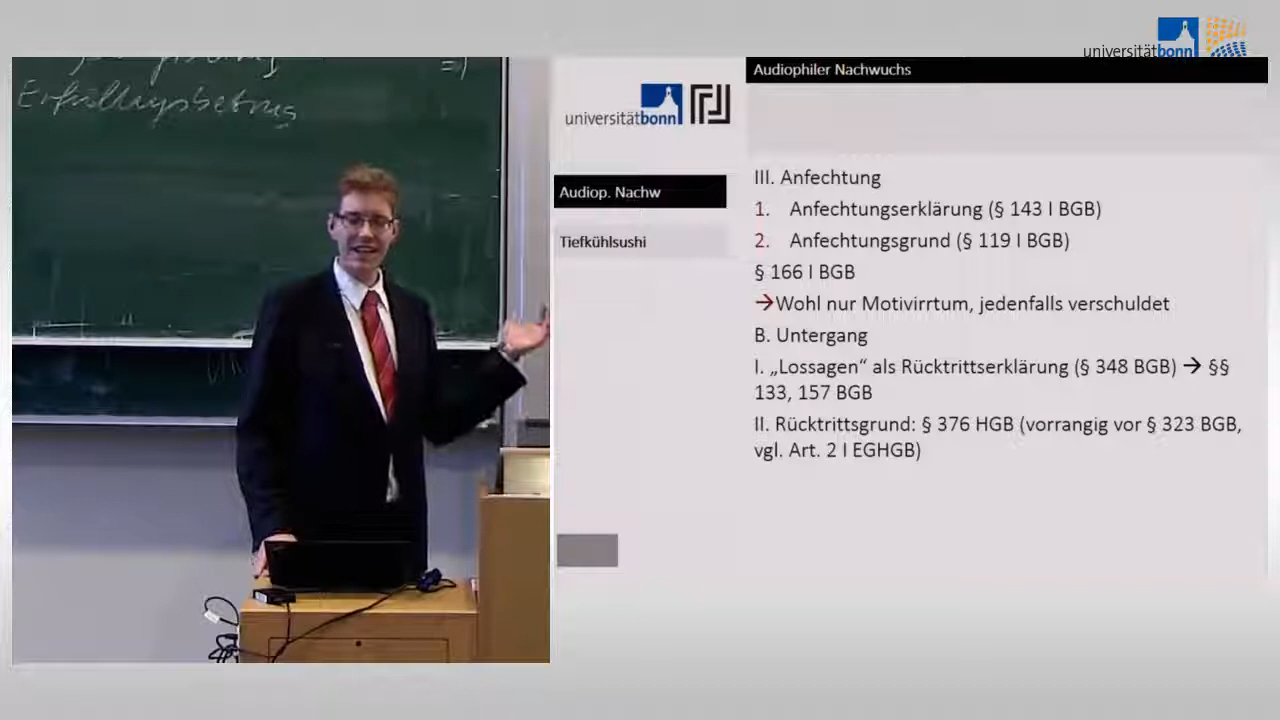 universitätbonn
Erfüllungsbetrug
universitätbonn
Audiop. Nachw
Tiefkühlsushi
Audiophiler Nachwuchs
III. Anfechtung
1. Anfechtungserklärung (§ 143 I BGB)
2. Anfechtungsgrund (§ 119 I BGB)
§ 166 I BGB
→Wohl nur Motivirrtum, jedenfalls verschuldet
B. Untergang
I. „Lossagen“ als Rücktrittserklärung (§ 348 BGB) → §§
133, 157 BGB
II. Rücktrittsgrund: § 376 HGB (vorrangig vor § 323 BGB,
vgl. Art. 2 I EGHGB)